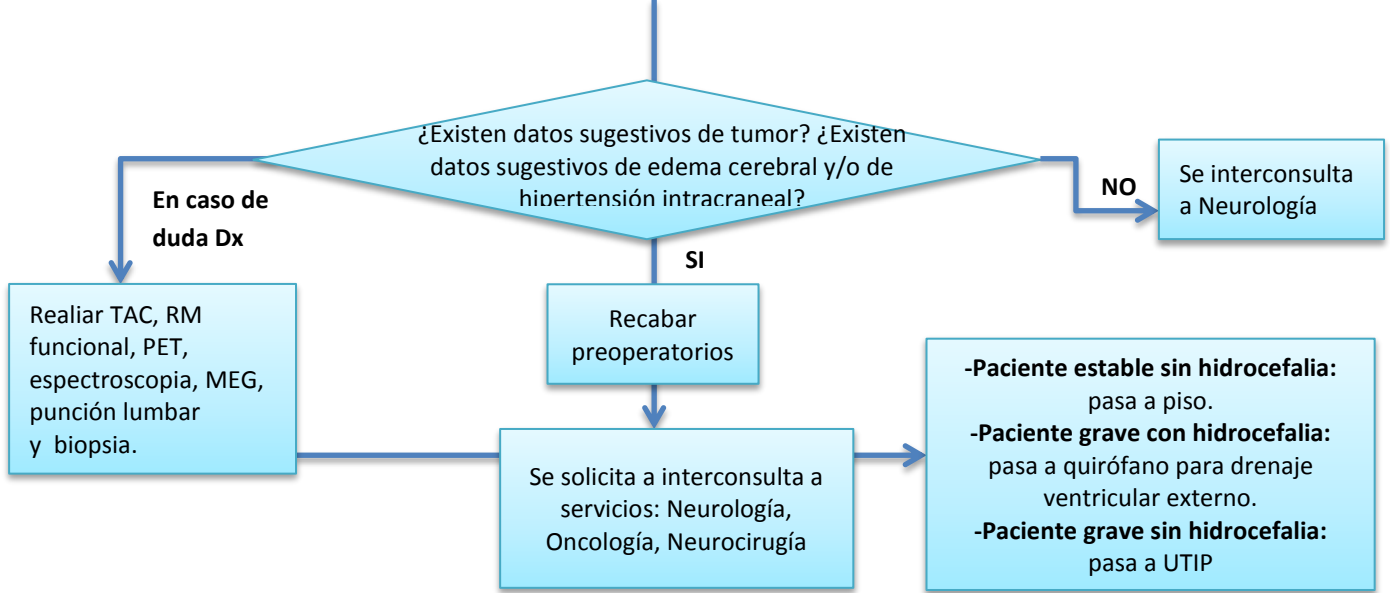 ¿Existen datos sugestivos de tumor? ¿Existen
datos sugestivos de edema cerebral y/o de
hipertensión intracraneal?
En caso de
duda Dx
NO
Se interconsulta
a Neurología
SI
Realiar TAC, RM
funcional, PET,
espectroscopia, MEG,
punción lumbar
y biopsia.
Recabar
preoperatorios
Se solicita a interconsulta a
servicios: Neurología,
Oncología, Neurocirugía
-Paciente estable sin hidrocefalia:
pasa a piso.
-Paciente grave con hidrocefalia:
pasa a quirófano para drenaje
ventricular externo.
-Paciente grave sin hidrocefalia:
pasa a UTIP